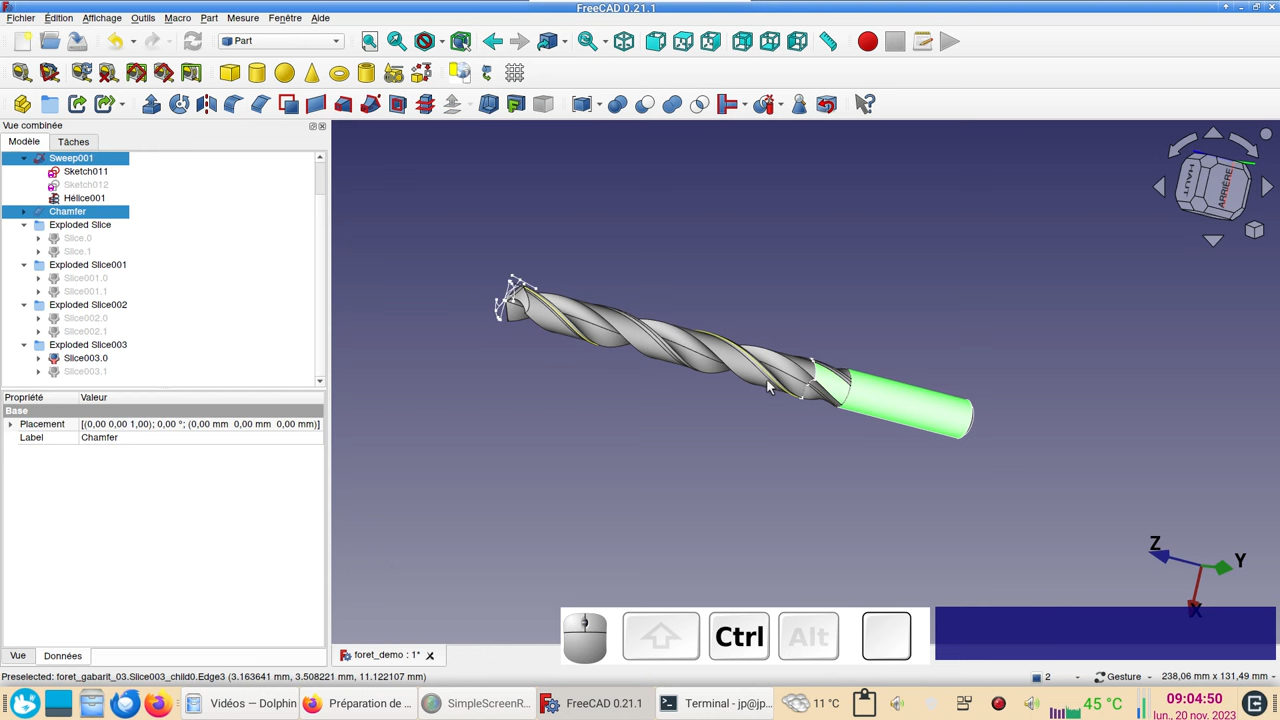 FreeCAD 0.21.1
Fichier Édition Affichage Outils Macro Part Mesure Fenêtre Aide
Part
Vue combinée
Modèle Tâches
Sweep001
Sketch011
Sketch012
Hélice001
Chamfer
Exploded Slice
Slice.0
Slice.1
Exploded Slice001
Slice001.0
Slice001.1
Exploded Slice002
Slice002.0
Slice002.1
Exploded Slice003
Slice003.0
Slice003.1
Propriété Valeur
Base
Placement [(0,00 0,00 1,00); 0,00 °; (0,00 mm 0,00 mm 0,00 mm)]
Label Chamfer
HAUT
ARRIÈRE
Z
Y
X
Ctrl
Alt
Vue Données
foret_demo : 1*
Preselected: foret_gabarit_03.Slice003_child0.Edge3 (3.163641 mm, 3.508221 mm, 11.122107 mm)
2
Gesture
238,06 mm x 131,49 mm
Vidéos – Dolphin
Préparation de ...
SimpleScreenR...
FreeCAD 0.21.1
Terminal - jp@jp...
11 °C
45 °C
09:04:50
lun., 20 nov. 2023